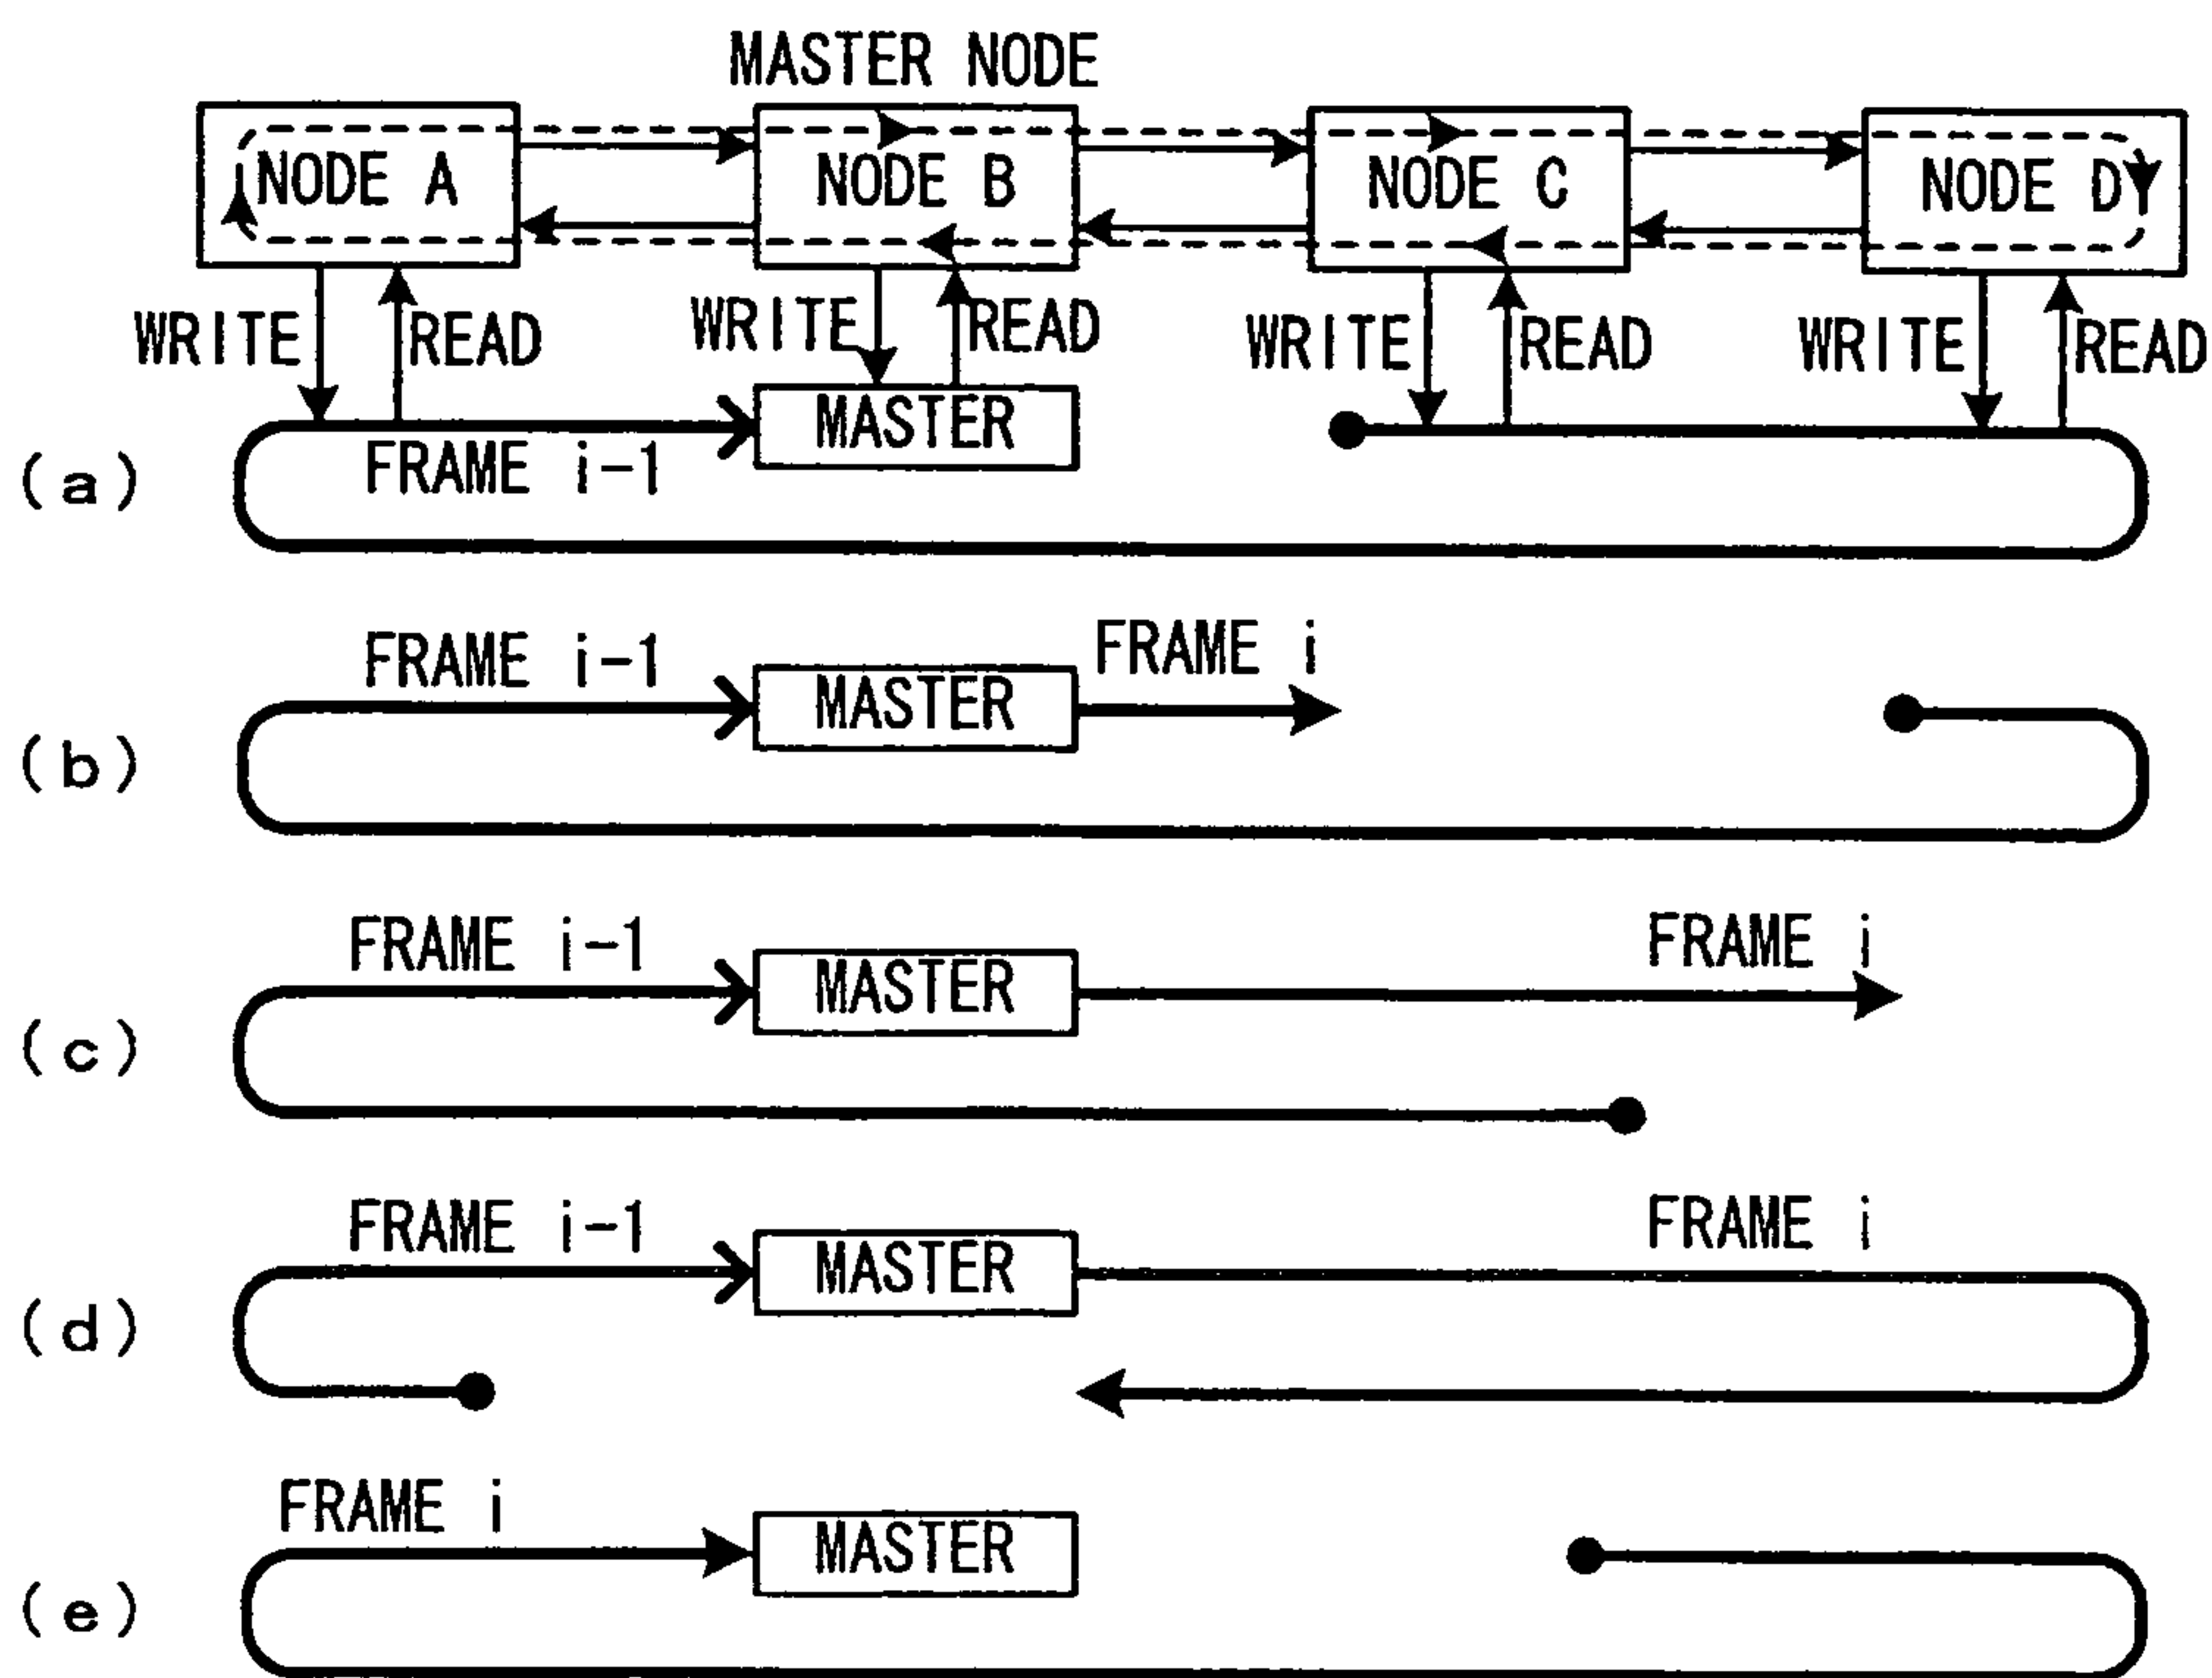 MASTER NODE
NODE A NODE B NODE C NODE D
WRITE READ WRITE READ WRITE READ WRITE READ
MASTER
(a) FRAME i-1
FRAME i-1 MASTER FRAME i
(b)
FRAME i-1 MASTER FRAME i
(c)
FRAME i-1 MASTER FRAME i
(d)
FRAME i MASTER
(e)